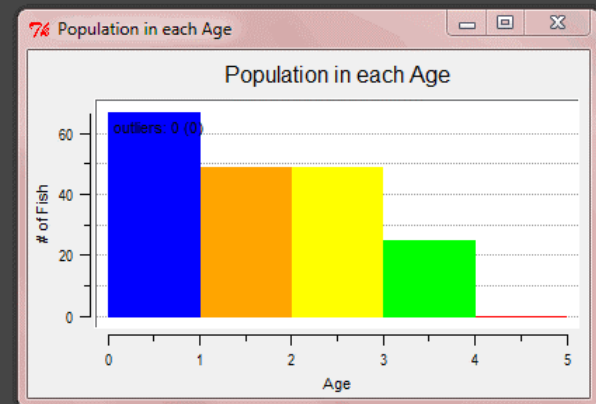 Tk Population in each Age
Population in each Age
outliers: 0 (0)
# of Fish
60
40
20
0
0 1 2 3 4 5
Age